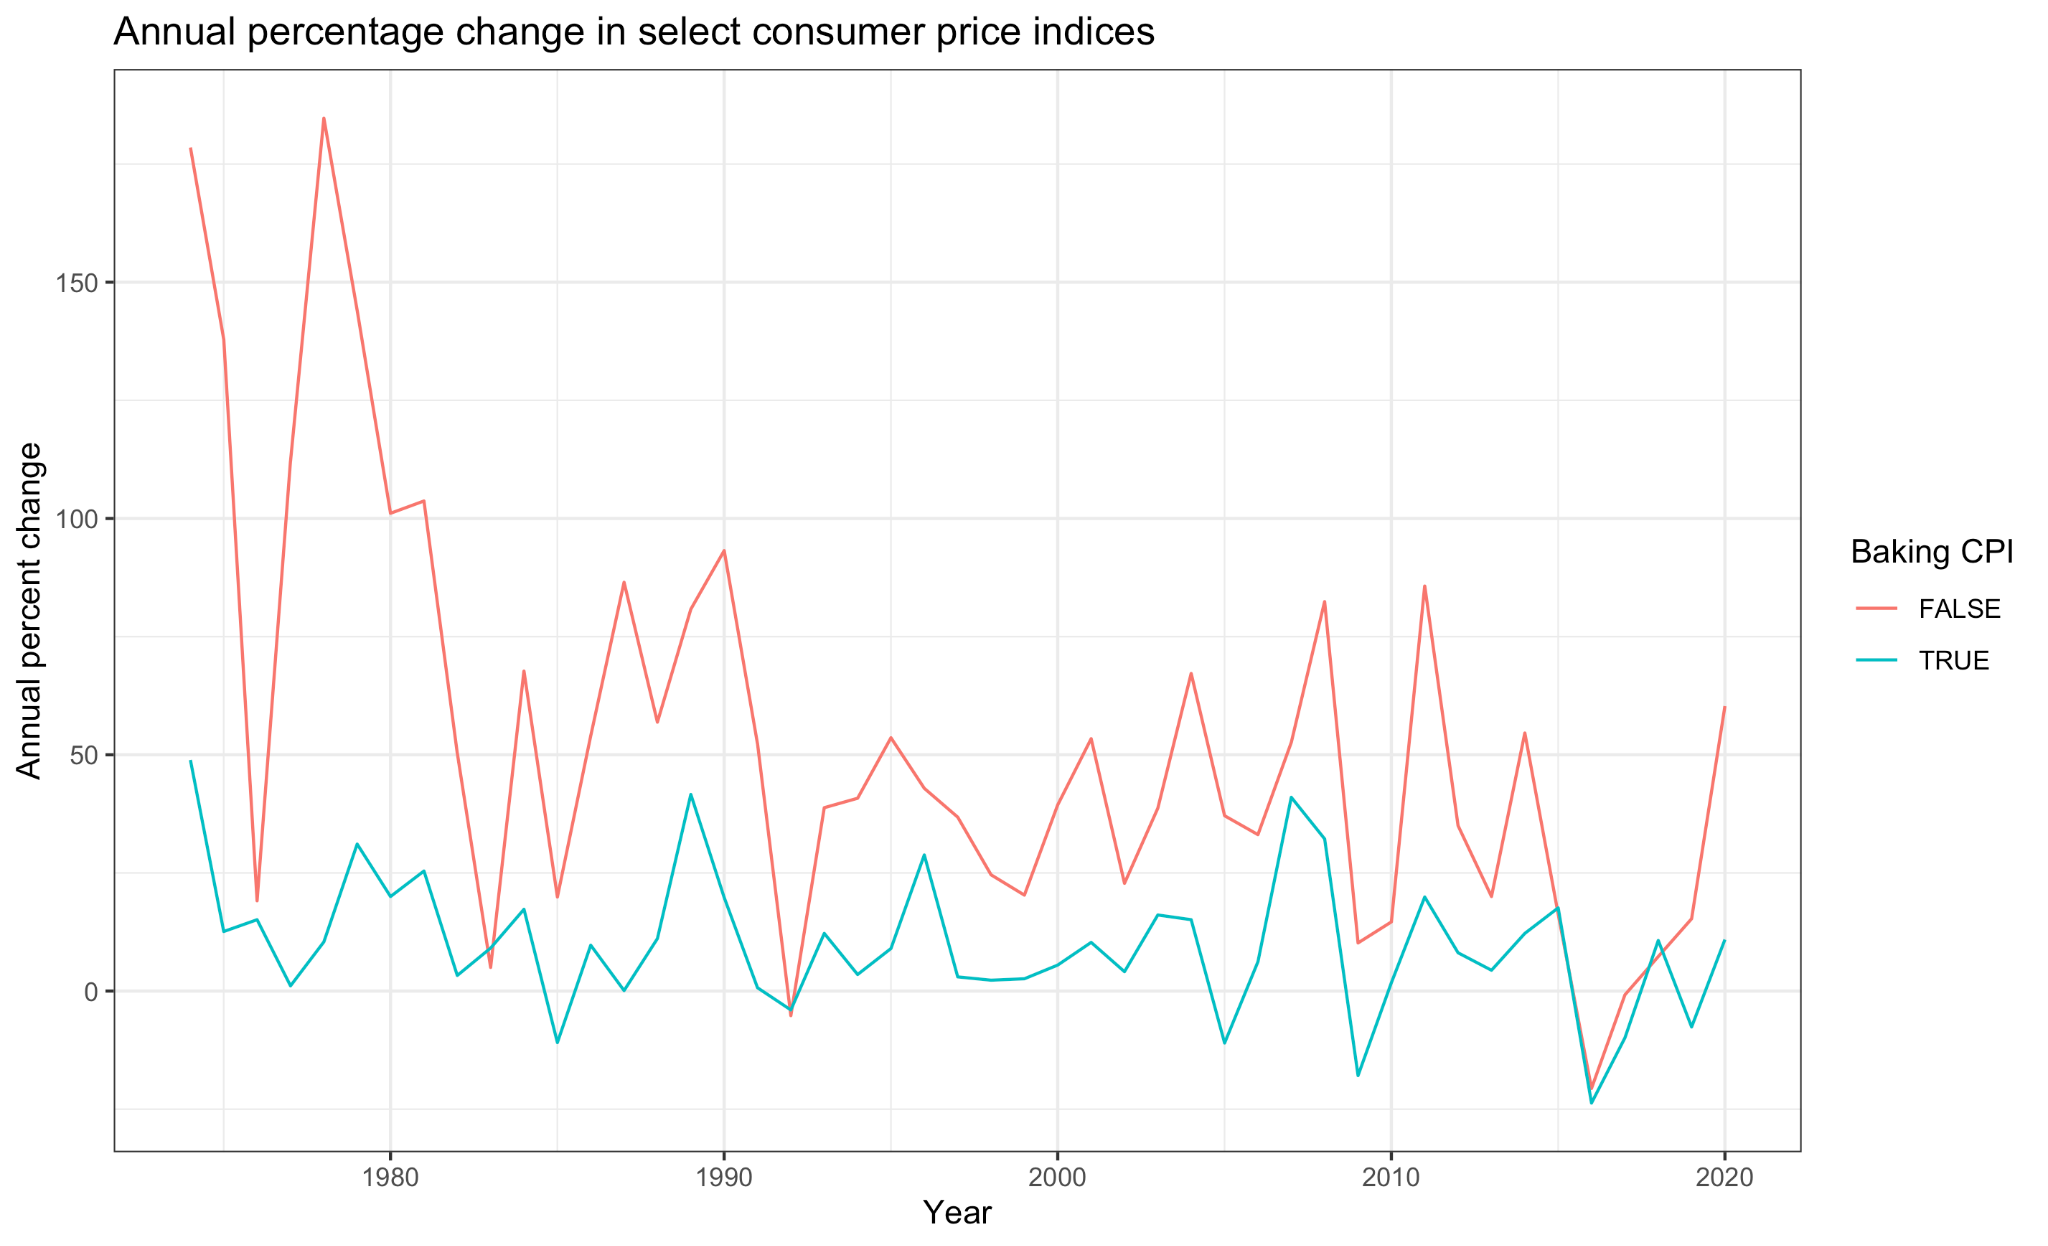 Annual percentage change in select consumer price indices
Annual percent change
150
100
50
0
1980
1990
2000
2010
2020
Year
Baking CPI
FALSE
TRUE